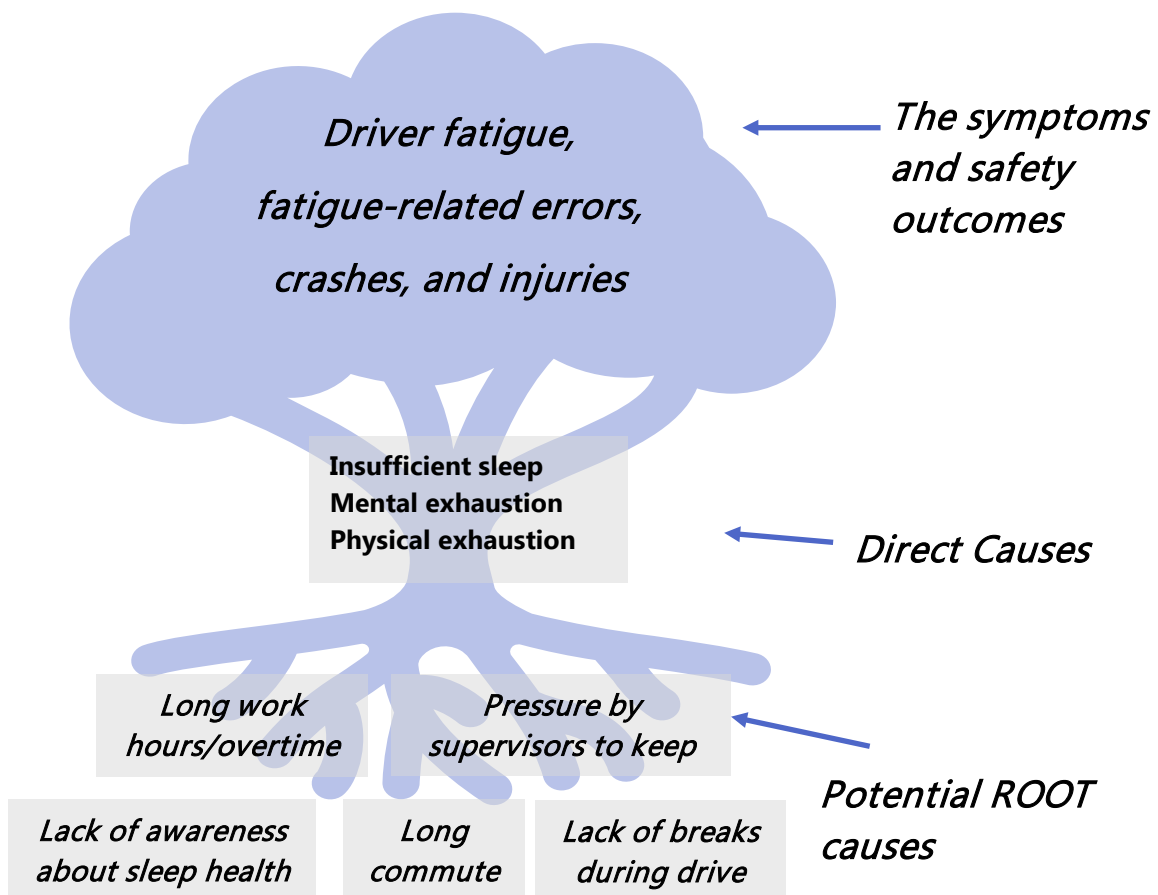 Driver fatigue,
fatigue-related errors,
crashes, and injuries
The symptoms
and safety
outcomes
Insufficient sleep
Mental exhaustion
Physical exhaustion
Direct Causes
Long work
hours/overtime
Pressure by
supervisors to keep
Potential ROOT
causes
Lack of awareness
about sleep health
Long
commute
Lack of breaks
during drive